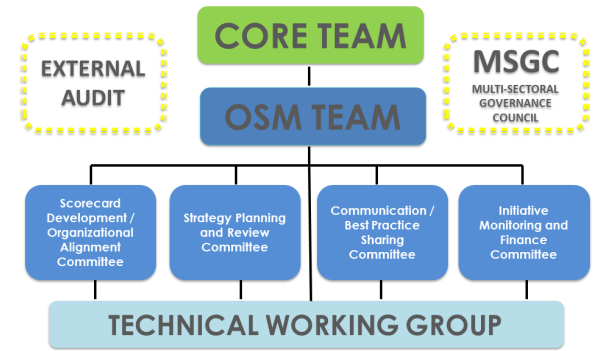 CORE TEAM
EXTERNAL
AUDIT
MSGC
MULTI-SECTORAL
GOVERNANCE
COUNCIL
OSM TEAM
Scorecard
Development /
Organizational
Alignment
Committee
Strategy Planning
and Review
Committee
Communication /
Best Practice
Sharing
Committee
Initiative
Monitoring and
Finance
Committee
TECHNICAL WORKING GROUP